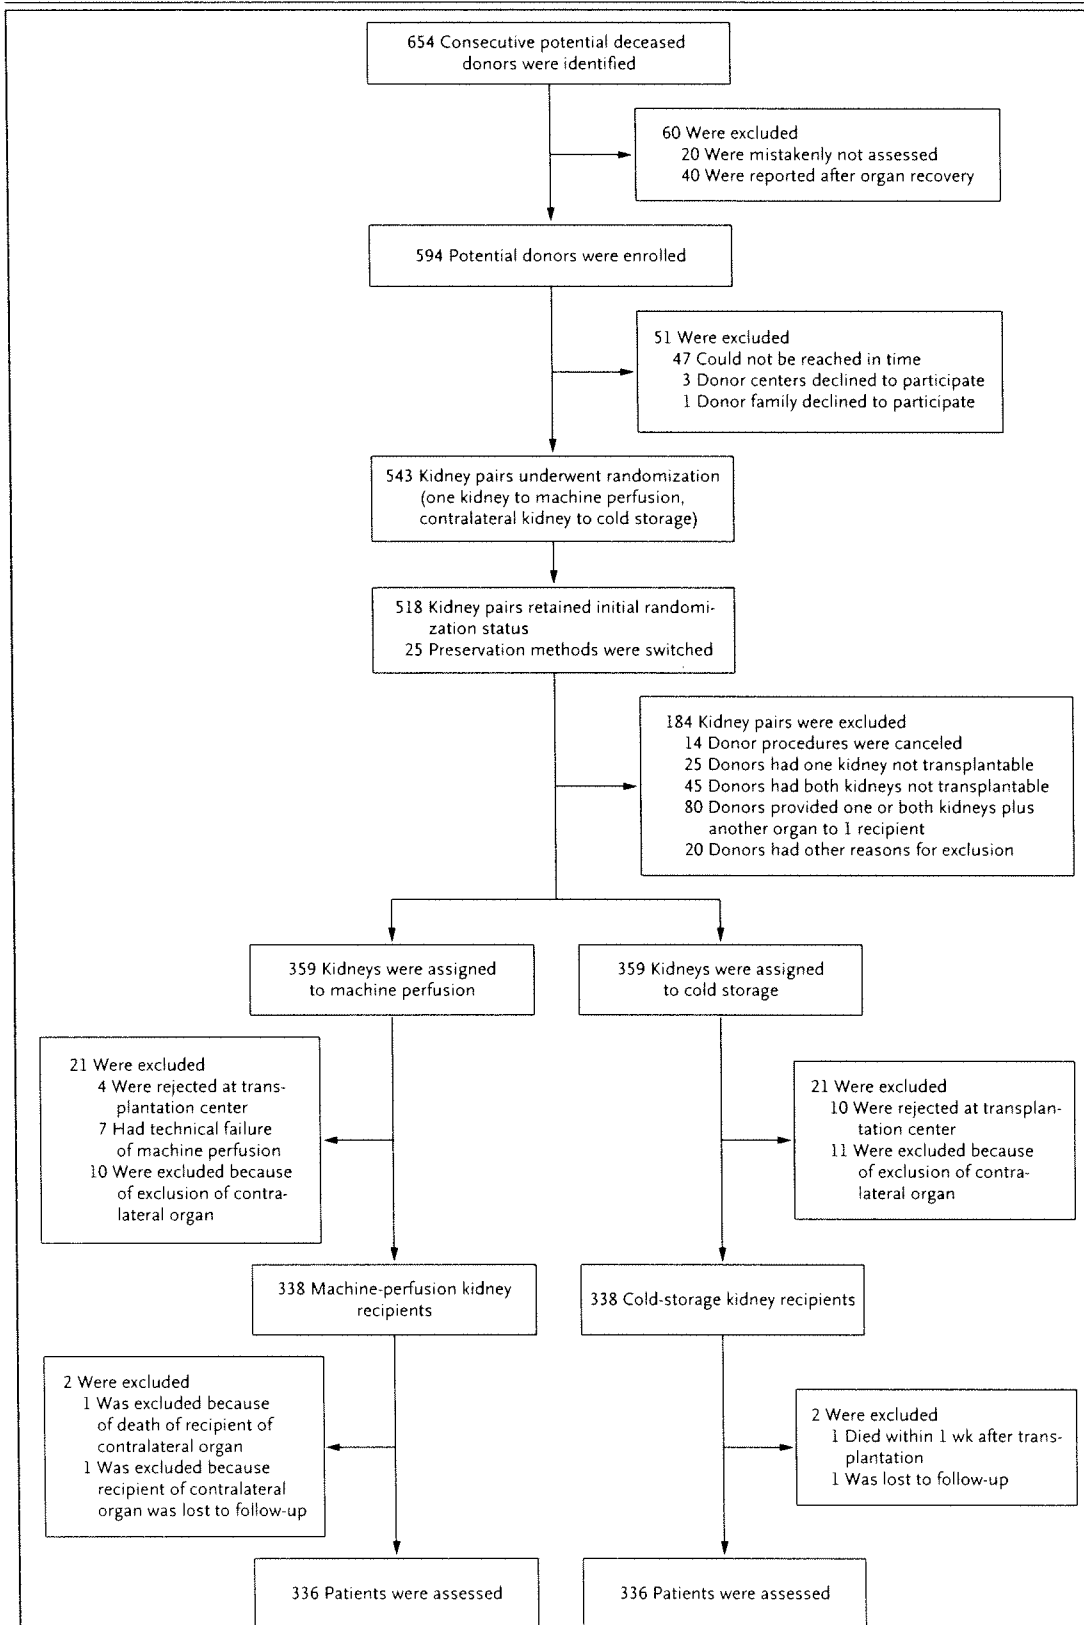 654 Consecutive potential deceased
donors were identified
60 Were excluded
20 Were mistakenly not assessed
40 Were reported after organ recovery
594 Potential donors were enrolled
51 Were excluded
47 Could not be reached in time
3 Donor centers declined to participate
1 Donor family declined to participate
543 Kidney pairs underwent randomization
(one kidney to machine perfusion,
contralateral kidney to cold storage)
518 Kidney pairs retained initial randomi-
zation status
25 Preservation methods were switched
184 Kidney pairs were excluded
14 Donor procedures were canceled
25 Donors had one kidney not transplantable
45 Donors had both kidneys not transplantable
80 Donors provided one or both kidneys plus
another organ to 1 recipient
20 Donors had other reasons for exclusion
359 Kidneys were assigned
to machine perfusion
359 Kidneys were assigned
to cold storage
21 Were excluded
4 Were rejected at trans-
plantation center
7 Had technical failure
of machine perfusion
10 Were excluded because
of exclusion of contra-
lateral organ
21 Were excluded
10 Were rejected at transplan-
tation center
11 Were excluded because
of exclusion of contra-
lateral organ
338 Machine-perfusion kidney
recipients
338 Cold-storage kidney recipients
2 Were excluded
1 Was excluded because
of death of recipient of
contralateral organ
1 Was excluded because
recipient of contralateral
organ was lost to follow-up
2 Were excluded
1 Died within 1 wk after trans-
plantation
1 Was lost to follow-up
336 Patients were assessed
336 Patients were assessed